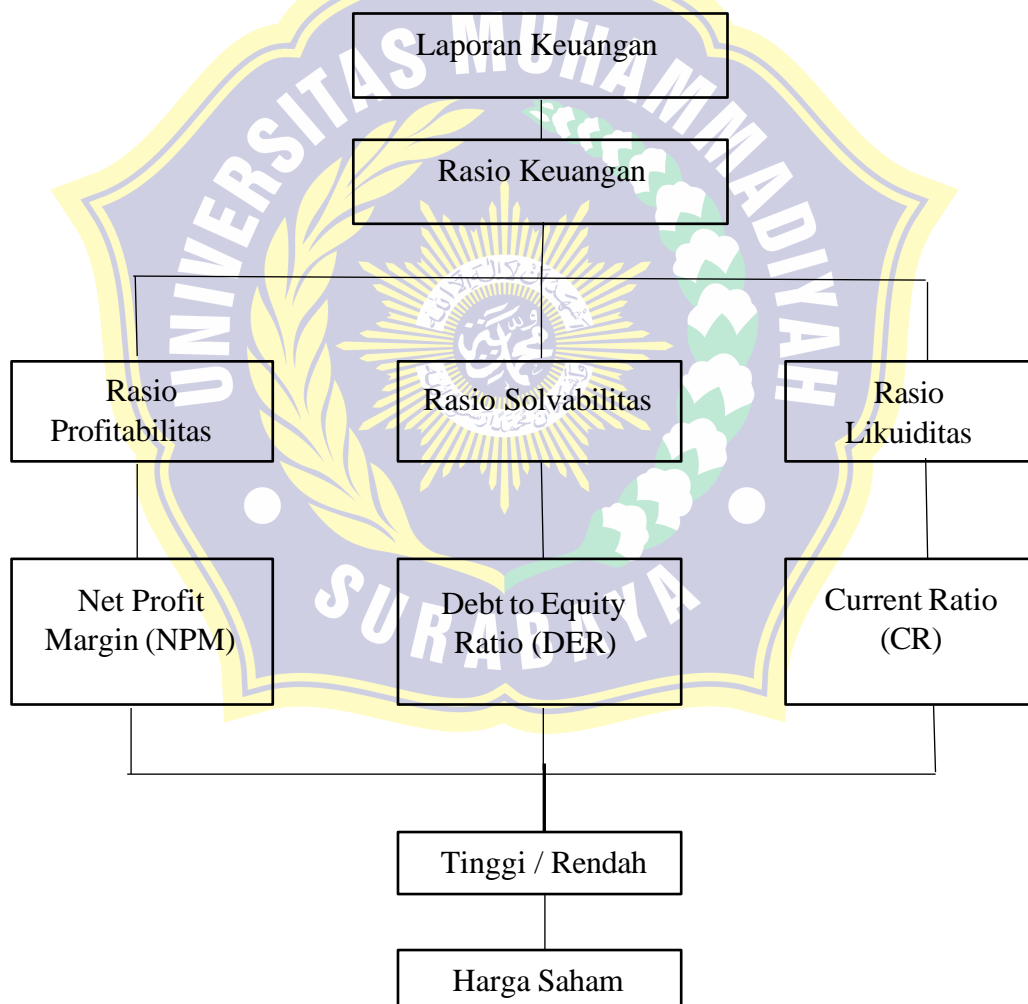 Laporan Keuangan
UNIVERSITAS MUHAMMADIYAH
Rasio Keuangan
Rasio
Profitabilitas
Rasio Solvabilitas
Rasio
Likuiditas
Net Profit
Margin (NPM)
Debt to Equity
Ratio (DER)
Current Ratio
(CR)
SURABAYA
Tinggi / Rendah
Harga Saham